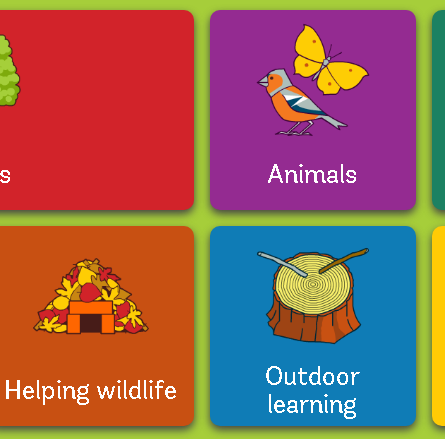 s
Animals
Helping wildlife
Outdoor
learning